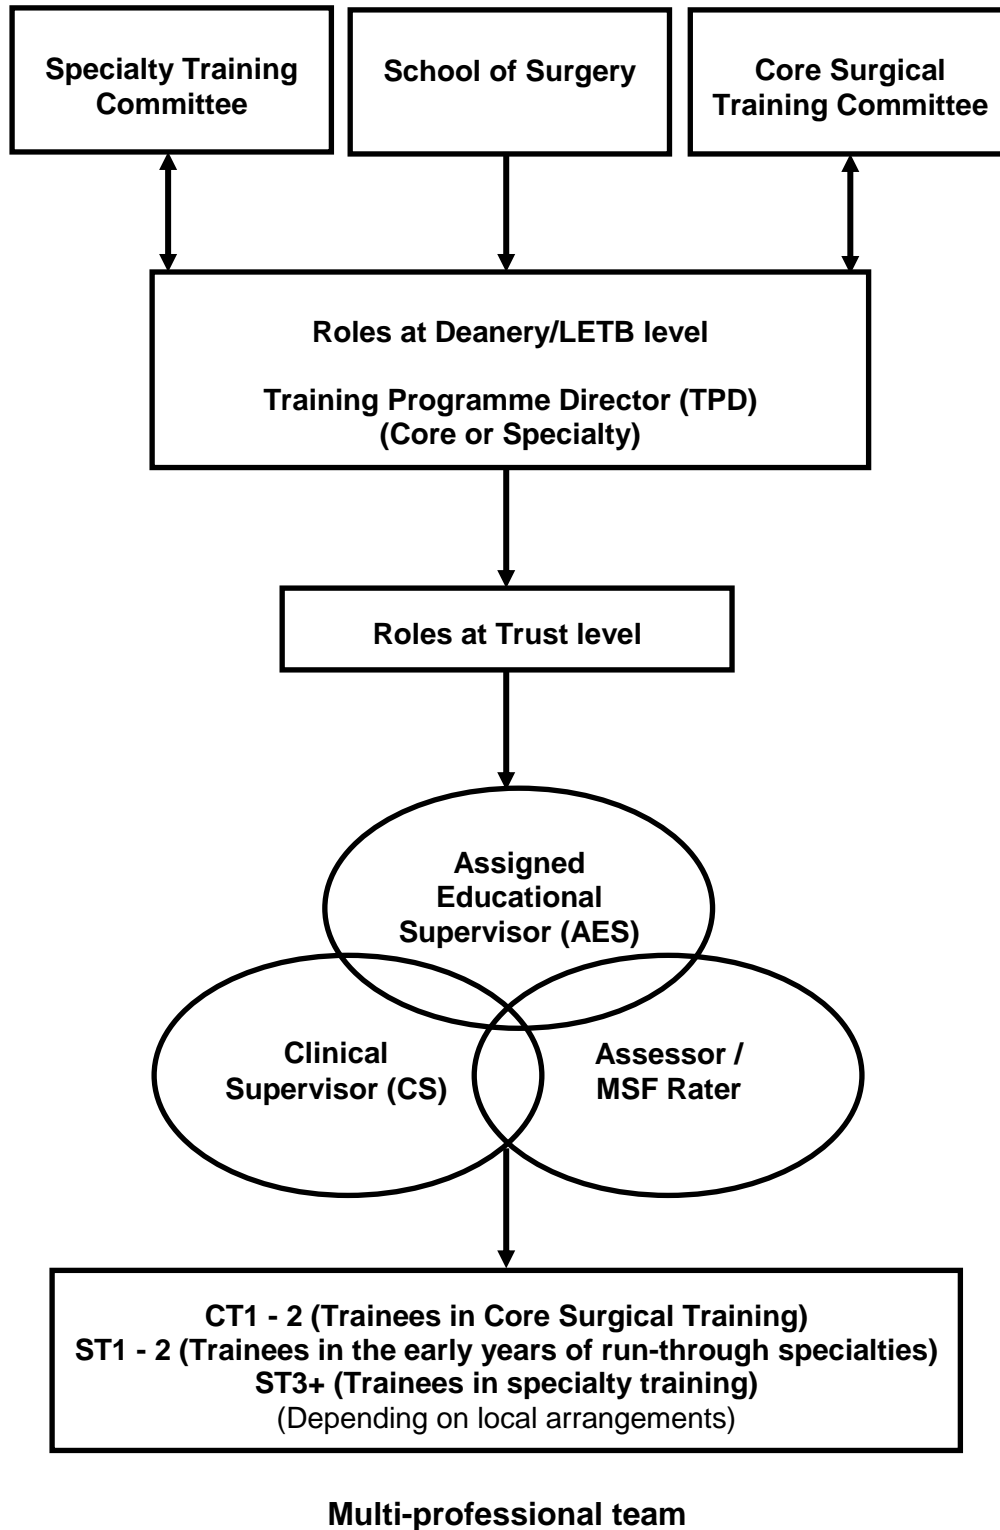 Specialty Training
Committee
School of Surgery
Core Surgical
Training Committee
Roles at Deanery/LETB level
Training Programme Director (TPD)
(Core or Specialty)
Roles at Trust level
Assigned
Educational
Supervisor (AES)
Clinical
Supervisor (CS)
Assessor /
MSF Rater
CT1 - 2 (Trainees in Core Surgical Training)
ST1 - 2 (Trainees in the early years of run-through specialties)
ST3+ (Trainees in specialty training)
(Depending on local arrangements)
Multi-professional team